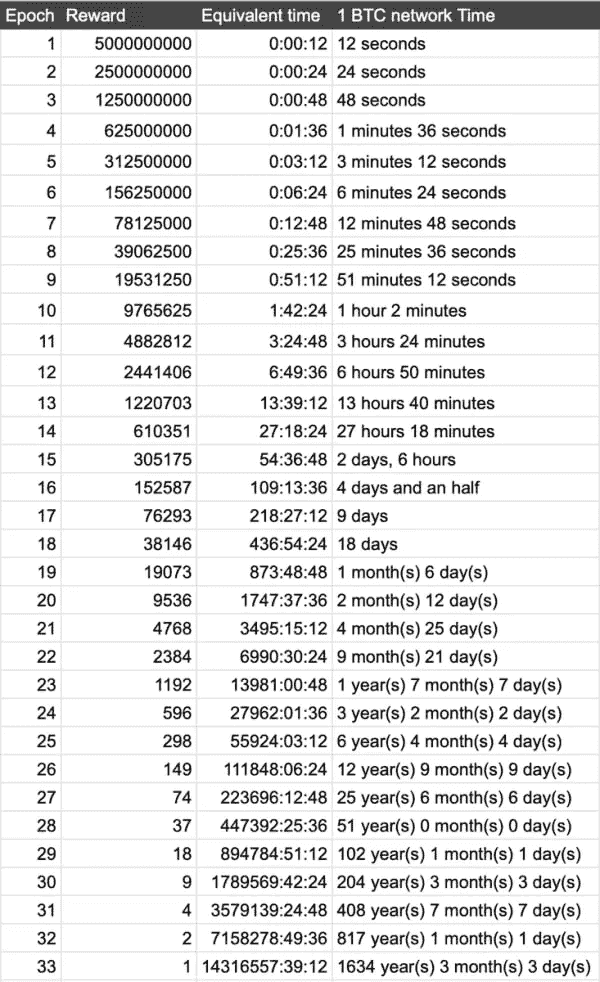 Epoch Reward Equivalent time 1 BTC network Time
1 5000000000 0:00:12 12 seconds
2 2500000000 0:00:24 24 seconds
3 1250000000 0:00:48 48 seconds
4 625000000 0:01:36 1 minutes 36 seconds
5 312500000 0:03:12 3 minutes 12 seconds
6 156250000 0:06:24 6 minutes 24 seconds
7 78125000 0:12:48 12 minutes 48 seconds
8 39062500 0:25:36 25 minutes 36 seconds
9 19531250 0:51:12 51 minutes 12 seconds
10 9765625 1:42:24 1 hour 2 minutes
11 4882812 3:24:48 3 hours 24 minutes
12 2441406 6:49:36 6 hours 50 minutes
13 1220703 13:39:12 13 hours 40 minutes
14 610351 27:18:24 27 hours 18 minutes
15 305175 54:36:48 2 days, 6 hours
16 152587 109:13:36 4 days and an half
17 76293 218:27:12 9 days
18 38146 436:54:24 18 days
19 19073 873:48:48 1 month(s) 6 day(s)
20 9536 1747:37:36 2 month(s) 12 day(s)
21 4768 3495:15:12 4 month(s) 25 day(s)
22 2384 6990:30:24 9 month(s) 21 day(s)
23 1192 13981:00:48 1 year(s) 7 month(s) 7 day(s)
24 596 27962:01:36 3 year(s) 2 month(s) 2 day(s)
25 298 55924:03:12 6 year(s) 4 month(s) 4 day(s)
26 149 111848:06:24 12 year(s) 9 month(s) 9 day(s)
27 74 223696:12:48 25 year(s) 6 month(s) 6 day(s)
28 37 447392:25:36 51 year(s) 0 month(s) 0 day(s)
29 18 894784:51:12 102 year(s) 1 month(s) 1 day(s)
30 9 1789569:42:24 204 year(s) 3 month(s) 3 day(s)
31 4 3579139:24:48 408 year(s) 7 month(s) 7 day(s)
32 2 7158278:49:36 817 year(s) 1 month(s) 1 day(s)
33 1 14316557:39:12 1634 year(s) 3 month(s) 3 day(s)